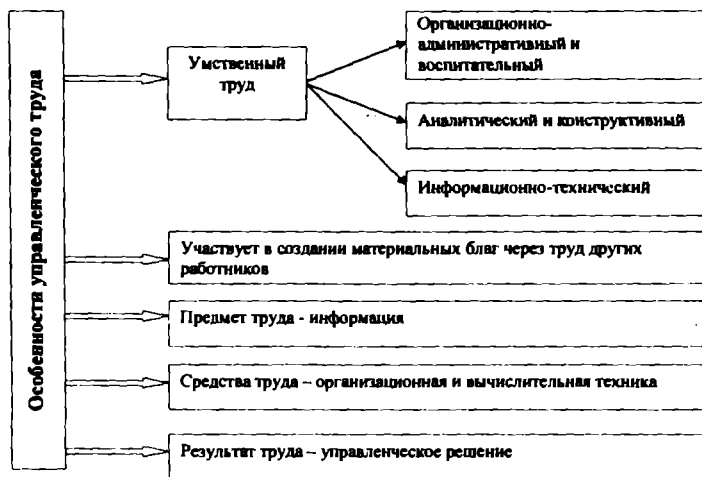 Особенности управленческого труда
Умственный
труд
Организационно-
административный и
воспитательный
Аналитический и конструктивный
Информационно-технический
Участвует в создании материальных благ через труд других
работников
Предмет труда - информация
Средства труда – организационная и вычислительная техника
Результат труда – управленческое решение